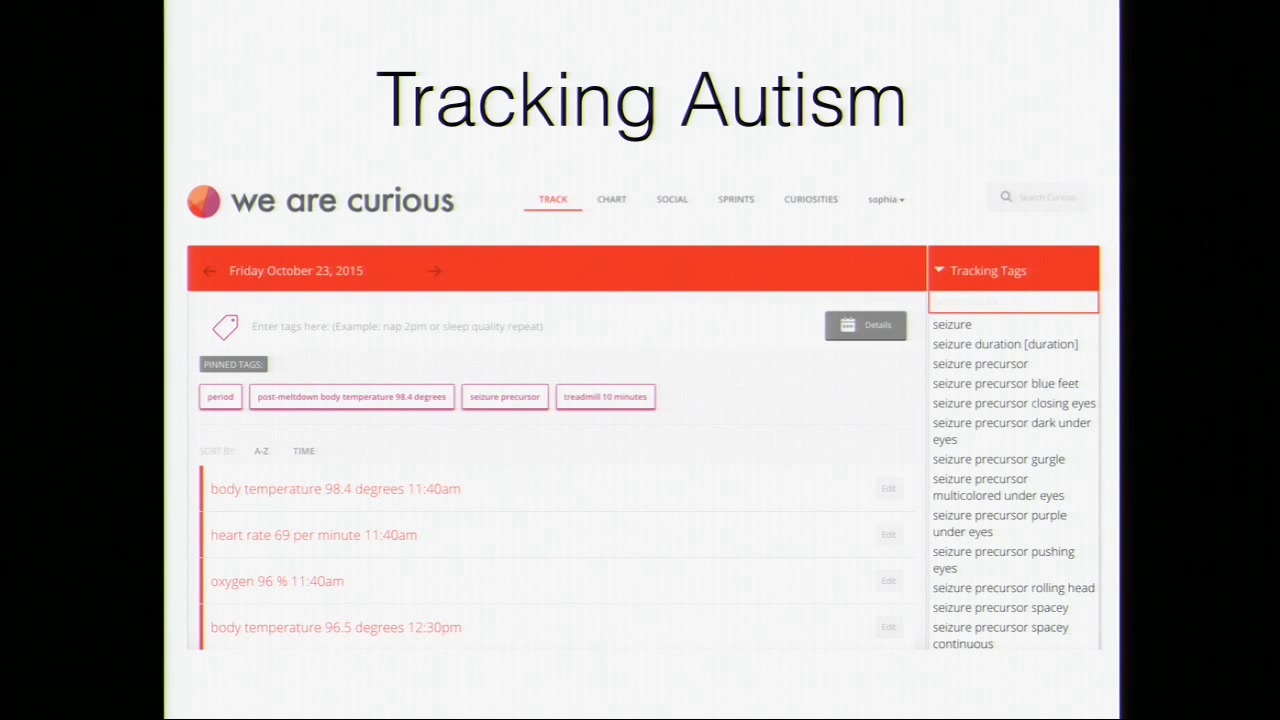 Tracking Autism
we are curious
TRACK CHART SOCIAL SPRINTS CURIOSITIES sophia
Search Curious
Friday October 23, 2015
Enter tags here: (Example: nap 2pm or sleep quality repeat)
Details
PINNED TAGS:
period
post-meltdown body temperature 98.4 degrees
seizure precursor
treadmill 10 minutes
SORT BY: A-Z TIME
body temperature 98.4 degrees 11:40am
Edit
heart rate 69 per minute 11:40am
Edit
oxygen 96 % 11:40am
Edit
body temperature 96.5 degrees 12:30pm
Edit
Tracking Tags
seizure
seizure duration [duration]
seizure precursor
seizure precursor blue feet
seizure precursor closing eyes
seizure precursor dark under
eyes
seizure precursor gurgle
seizure precursor
multicolored under eyes
seizure precursor purple
under eyes
seizure precursor pushing
eyes
seizure precursor rolling head
seizure precursor spacey
seizure precursor spacey
continuous